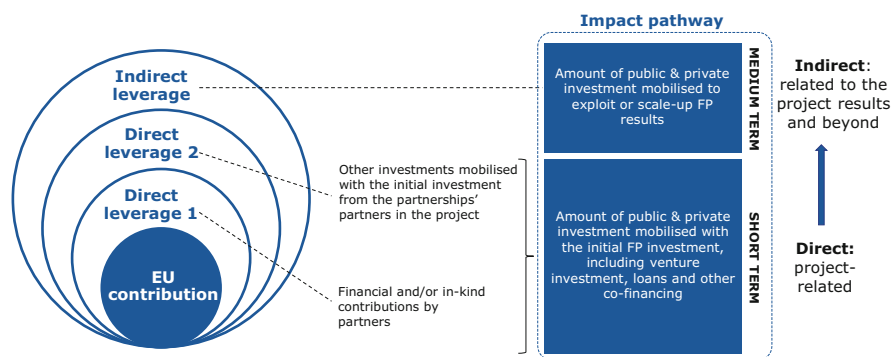 Impact pathway
Indirect
leverage
Direct
leverage 2
Direct
leverage 1
EU
contribution
Other investments mobilised
with the initial investment
from the partnerships’
partners in the project
Financial and/or in-kind
contributions by
partners
Amount of public & private
investment mobilised to
exploit or scale-up FP
results
MEDIUM TERM
Amount of public & private
investment mobilised with
the initial FP investment,
including venture
investment, loans and other
co-financing
SHORT TERM
Indirect:
related to the
project results
and beyond
Direct:
project-
related